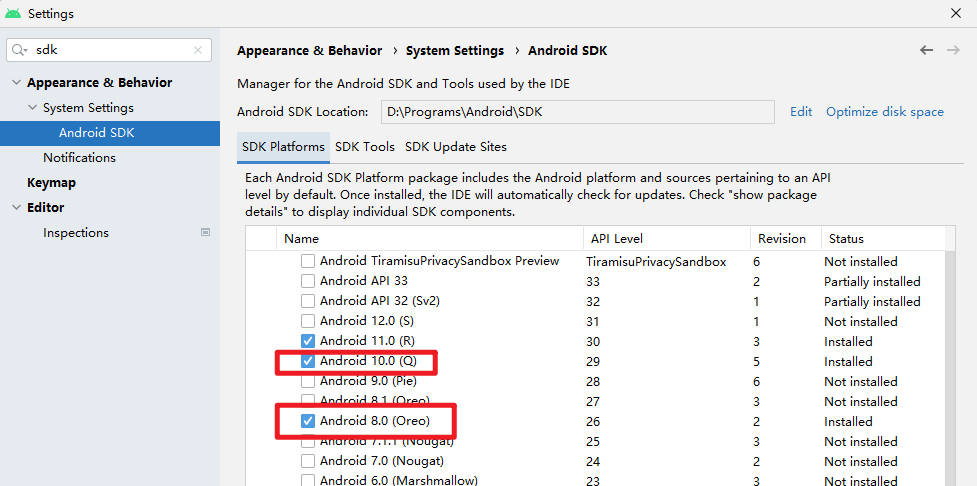 Settings
sdk
Appearance & Behavior
System Settings
Android SDK
Notifications
Keymap
Editor
Inspections
Appearance & Behavior › System Settings › Android SDK
Manager for the Android SDK and Tools used by the IDE
Android SDK Location: D:\Programs\Android\SDK Edit Optimize disk space
SDK Platforms SDK Tools SDK Update Sites
Each Android SDK Platform package includes the Android platform and sources pertaining to an API
level by default. Once installed, the IDE will automatically check for updates. Check "show package
details" to display individual SDK components.
Name API Level Revision Status
Android TiramisuPrivacySandbox Preview TiramisuPrivacySandbox 6 Not installed
Android API 33 33 2 Partially installed
Android API 32 (Sv2) 32 1 Partially installed
Android 12.0 (S) 31 1 Not installed
Android 11.0 (R) 30 3 Installed
Android 10.0 (Q) 29 5 Installed
Android 9.0 (Pie) 28 6 Not installed
Android 8.1 (Oreo) 27 3 Not installed
Android 8.0 (Oreo) 26 2 Installed
Android 7.1.1 (Nougat) 25 3 Not installed
Android 7.0 (Nougat) 24 2 Not installed
Android 6.0 (Marshmallow) 23 3 Not installed